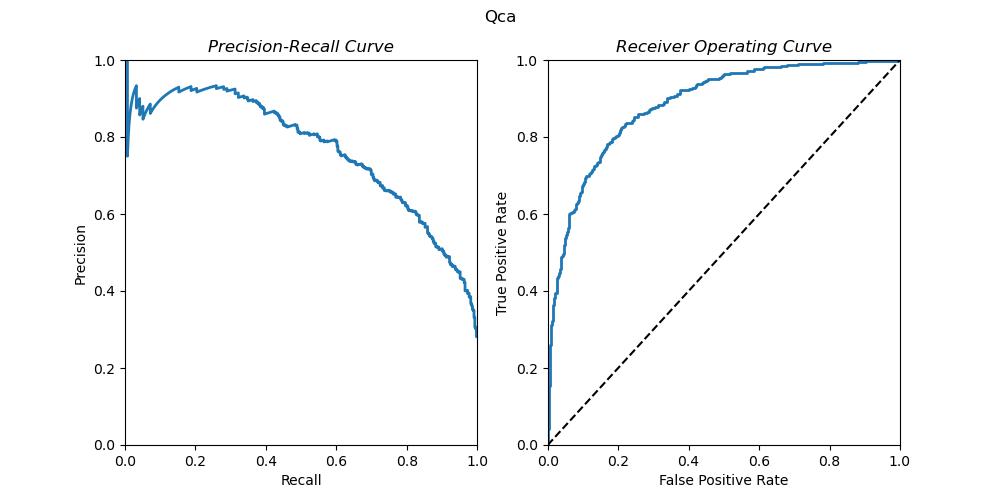 Qca
Precision-Recall Curve
Receiver Operating Curve
1.0
0.8
0.6
0.4
0.2
0.0
Precision
0.0 0.2 0.4 0.6 0.8 1.0
Recall
1.0
0.8
0.6
0.4
0.2
0.0
True Positive Rate
0.0 0.2 0.4 0.6 0.8 1.0
False Positive Rate